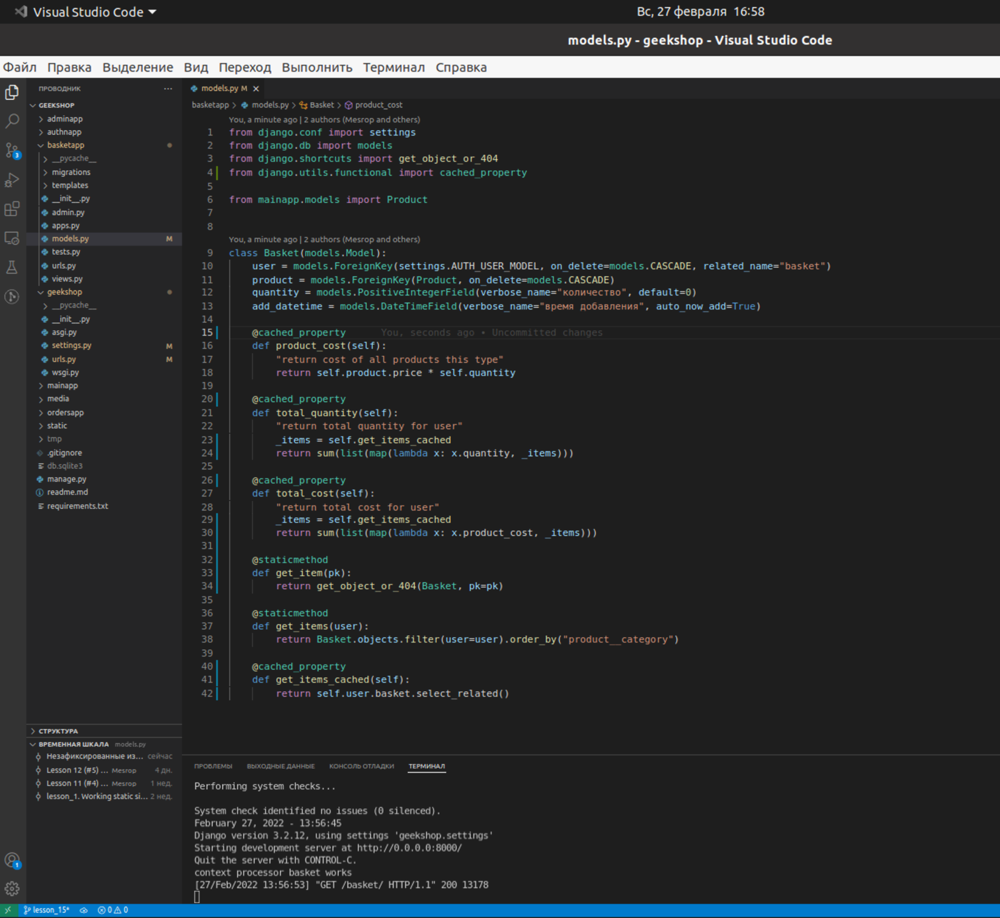 Visual Studio Code
Вс, 27 февраля 16:58
models.py - geekshop - Visual Studio Code
Файл Правка Выделение Вид Переход Выполнить Терминал Справка
ПРОВОДНИК ···
GEEKSHOP
adminapp
authnapp
basketapp
__pycache__
migrations
templates
__init__.py
admin.py
apps.py
models.py M
tests.py
urls.py
views.py
geekshop
__pycache__
__init__.py
asgi.py
settings.py M
urls.py M
wsgi.py
mainapp
media
ordersapp
static
tmp
.gitignore
db.sqlite3
manage.py
readme.md
requirements.txt
СТРУКТУРА
ВРЕМЕННАЯ ШКАЛА models.py
Незафиксированные из... сейчас
Lesson 12 (#5) ... Mesrop 4 дн.
Lesson 11 (#4) ... Mesrop 1 нед.
lesson_1. Working static si... 2 нед.
3
1
models.py M
basketapp > models.py > Basket > product_cost
You, a minute ago | 2 authors (Mesrop and others)
1 from django.conf import settings
2 from django.db import models
3 from django.shortcuts import get_object_or_404
4 from django.utils.functional import cached_property
5
6 from mainapp.models import Product
7
8
You, a minute ago | 2 authors (Mesrop and others)
9 class Basket(models.Model):
10 user = models.ForeignKey(settings.AUTH_USER_MODEL, on_delete=models.CASCADE, related_name="basket")
11 product = models.ForeignKey(Product, on_delete=models.CASCADE)
12 quantity = models.PositiveIntegerField(verbose_name="количество", default=0)
13 add_datetime = models.DateTimeField(verbose_name="время добавления", auto_now_add=True)
14
15 @cached_property You, seconds ago • Uncommitted changes
16 def product_cost(self):
17 "return cost of all products this type"
18 return self.product.price * self.quantity
19
20 @cached_property
21 def total_quantity(self):
22 "return total quantity for user"
23 _items = self.get_items_cached
24 return sum(list(map(lambda x: x.quantity, _items)))
25
26 @cached_property
27 def total_cost(self):
28 "return total cost for user"
29 _items = self.get_items_cached
30 return sum(list(map(lambda x: x.product_cost, _items)))
31
32 @staticmethod
33 def get_item(pk):
34 return get_object_or_404(Basket, pk=pk)
35
36 @staticmethod
37 def get_items(user):
38 return Basket.objects.filter(user=user).order_by("product__category")
39
40 @cached_property
41 def get_items_cached(self):
42 return self.user.basket.select_related()
ПРОБЛЕМЫ ВЫХОДНЫЕ ДАННЫЕ КОНСОЛЬ ОТЛАДКИ ТЕРМИНАЛ
Performing system checks...
System check identified no issues (0 silenced).
February 27, 2022 - 13:56:45
Django version 3.2.12, using settings 'geekshop.settings'
Starting development server at http://0.0.0.0:8000/
Quit the server with CONTROL-C.
context processor basket works
[27/Feb/2022 13:56:53] "GET /basket/ HTTP/1.1" 200 13178
lesson_15* 0 0